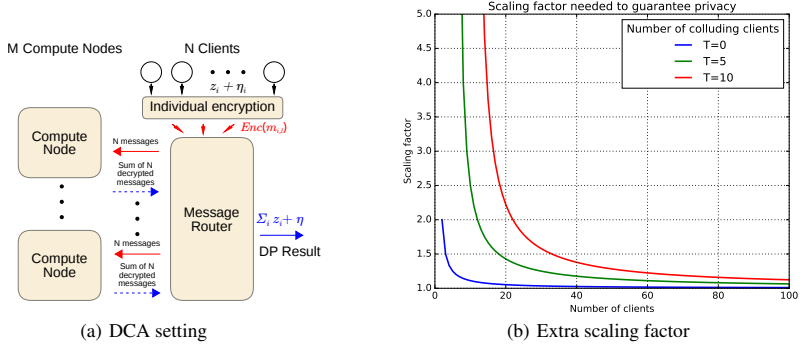 M Compute Nodes
N Clients
z_i + η_i
Individual encryption
Enc(m_{i,l})
Compute
Node
N messages
Sum of N
decrypted
messages
Message
Router
Σ_i z_i + η
DP Result
Compute
Node
N messages
Sum of N
decrypted
messages
(a) DCA setting
Scaling factor needed to guarantee privacy
Number of colluding clients
T=0
T=5
T=10
Scaling factor
5.0
4.5
4.0
3.5
3.0
2.5
2.0
1.5
1.0
0 20 40 60 80 100
Number of clients
(b) Extra scaling factor